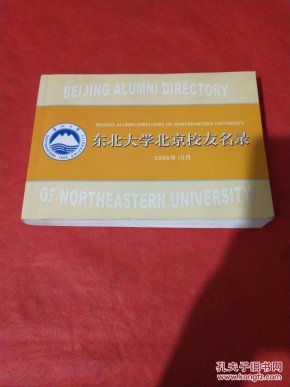 BEIJING ALUMNI DIRECTORY
BEIJING ALUMNI DIRECTORY OF NORTHEASTERN UNIVERSITY
东北大学北京校友名录
2005年10月
OF NORTHEASTERN UNIVERSITY
孔夫子旧书网